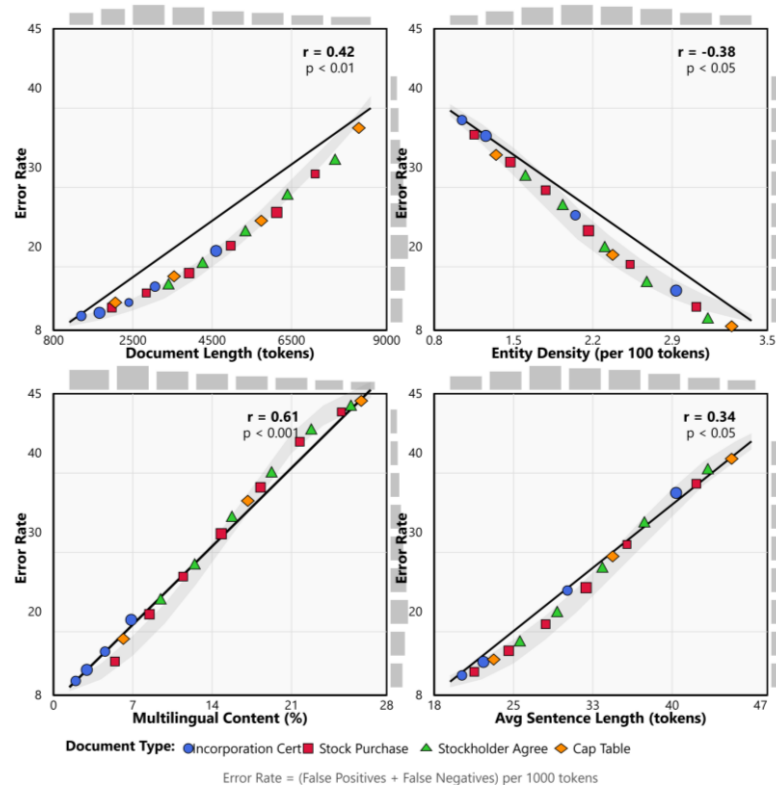 45
40
30
20
8
Error Rate
r = 0.42
p < 0.01
800
2500
4500
6500
9000
Document Length (tokens)
45
40
30
20
8
Error Rate
r = -0.38
p < 0.05
0.8
1.5
2.2
2.9
3.5
Entity Density (per 100 tokens)
45
40
30
20
8
Error Rate
r = 0.61
p < 0.001
0
7
14
21
28
Multilingual Content (%)
45
40
30
20
8
Error Rate
r = 0.34
p < 0.05
18
25
33
40
47
Avg Sentence Length (tokens)
Document Type: Incorporation Cert Stock Purchase Stockholder Agree Cap Table
Error Rate = (False Positives + False Negatives) per 1000 tokens